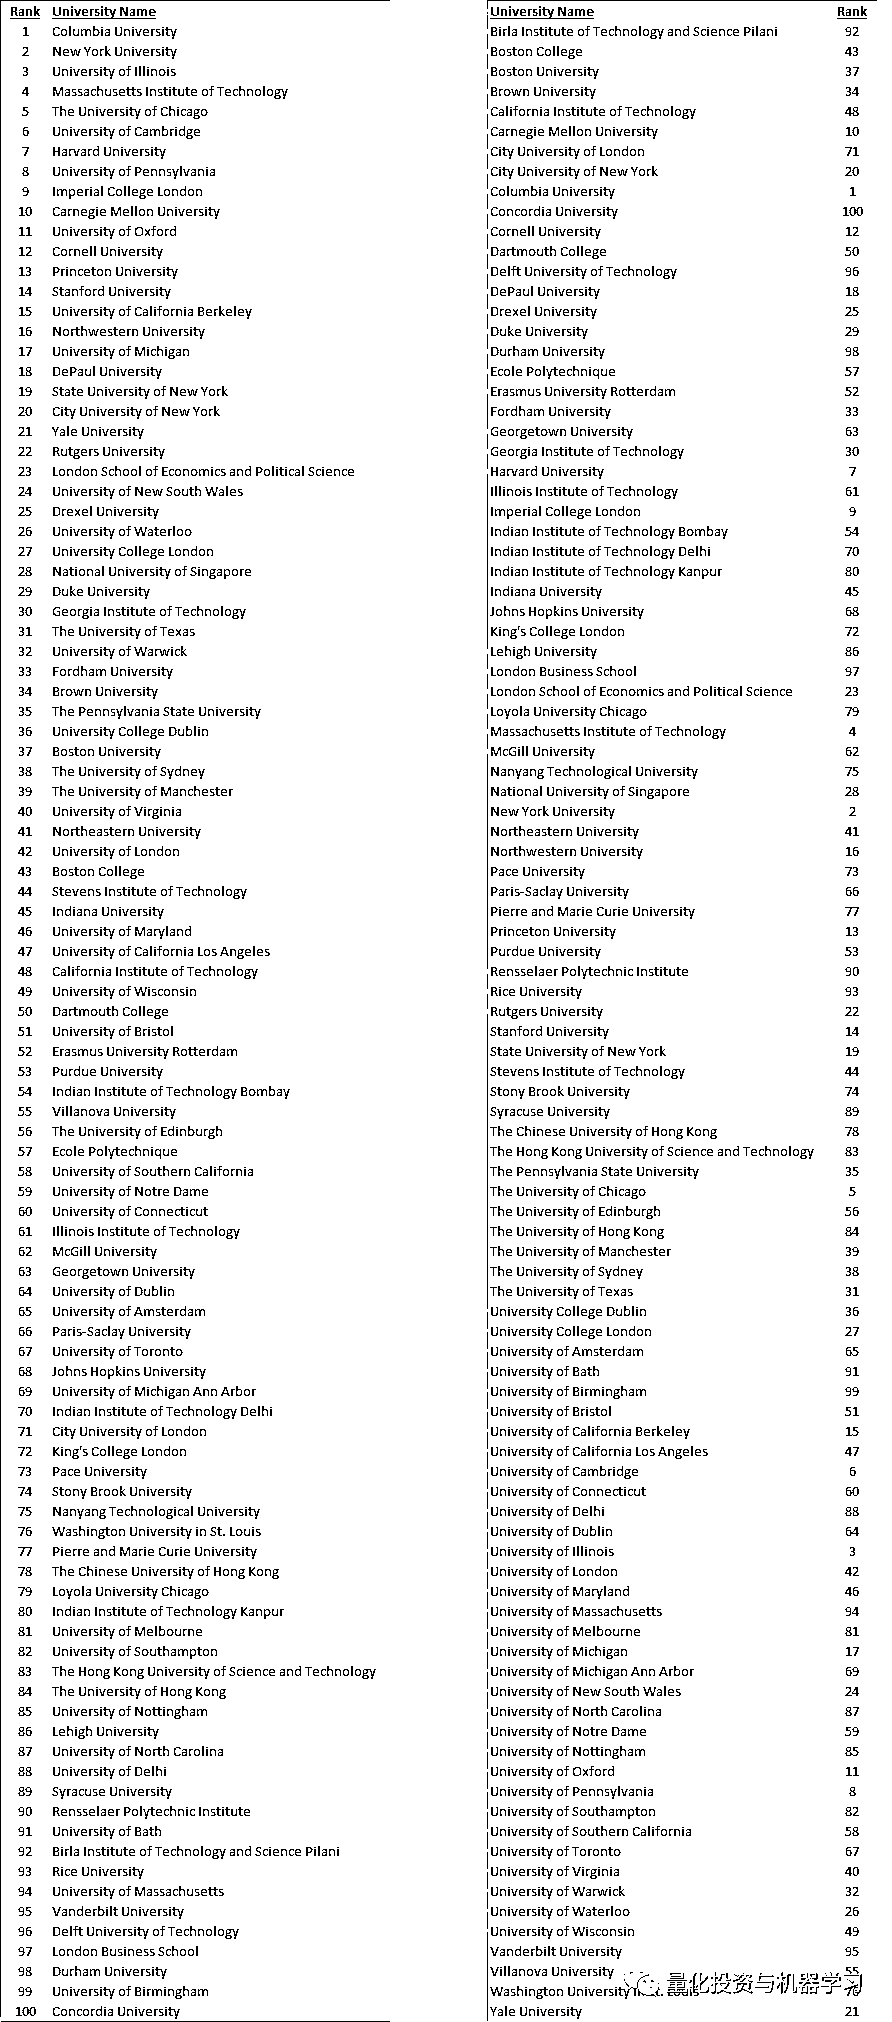 Rank University Name
1 Columbia University
2 New York University
3 University of Illinois
4 Massachusetts Institute of Technology
5 The University of Chicago
6 University of Cambridge
7 Harvard University
8 University of Pennsylvania
9 Imperial College London
10 Carnegie Mellon University
11 University of Oxford
12 Cornell University
13 Princeton University
14 Stanford University
15 University of California Berkeley
16 Northwestern University
17 University of Michigan
18 DePaul University
19 State University of New York
20 City University of New York
21 Yale University
22 Rutgers University
23 London School of Economics and Political Science
24 University of New South Wales
25 Drexel University
26 University of Waterloo
27 University College London
28 National University of Singapore
29 Duke University
30 Georgia Institute of Technology
31 The University of Texas
32 University of Warwick
33 Fordham University
34 Brown University
35 The Pennsylvania State University
36 University College Dublin
37 Boston University
38 The University of Sydney
39 The University of Manchester
40 University of Virginia
41 Northeastern University
42 University of London
43 Boston College
44 Stevens Institute of Technology
45 Indiana University
46 University of Maryland
47 University of California Los Angeles
48 California Institute of Technology
49 University of Wisconsin
50 Dartmouth College
51 University of Bristol
52 Erasmus University Rotterdam
53 Purdue University
54 Indian Institute of Technology Bombay
55 Villanova University
56 The University of Edinburgh
57 Ecole Polytechnique
58 University of Southern California
59 University of Notre Dame
60 University of Connecticut
61 Illinois Institute of Technology
62 McGill University
63 Georgetown University
64 University of Dublin
65 University of Amsterdam
66 Paris-Saclay University
67 University of Toronto
68 Johns Hopkins University
69 University of Michigan Ann Arbor
70 Indian Institute of Technology Delhi
71 City University of London
72 King's College London
73 Pace University
74 Stony Brook University
75 Nanyang Technological University
76 Washington University in St. Louis
77 Pierre and Marie Curie University
78 The Chinese University of Hong Kong
79 Loyola University Chicago
80 Indian Institute of Technology Kanpur
81 University of Melbourne
82 University of Southampton
83 The Hong Kong University of Science and Technology
84 The University of Hong Kong
85 University of Nottingham
86 Lehigh University
87 University of North Carolina
88 University of Delhi
89 Syracuse University
90 Rensselaer Polytechnic Institute
91 University of Bath
92 Birla Institute of Technology and Science Pilani
93 Rice University
94 University of Massachusetts
95 Vanderbilt University
96 Delft University of Technology
97 London Business School
98 Durham University
99 University of Birmingham
100 Concordia University
University Name Rank
Birla Institute of Technology and Science Pilani 92
Boston College 43
Boston University 37
Brown University 34
California Institute of Technology 48
Carnegie Mellon University 10
City University of London 71
City University of New York 20
Columbia University 1
Concordia University 100
Cornell University 12
Dartmouth College 50
Delft University of Technology 96
DePaul University 18
Drexel University 25
Duke University 29
Durham University 98
Ecole Polytechnique 57
Erasmus University Rotterdam 52
Fordham University 33
Georgetown University 63
Georgia Institute of Technology 30
Harvard University 7
Illinois Institute of Technology 61
Imperial College London 9
Indian Institute of Technology Bombay 54
Indian Institute of Technology Delhi 70
Indian Institute of Technology Kanpur 80
Indiana University 45
Johns Hopkins University 68
King's College London 72
Lehigh University 86
London Business School 97
London School of Economics and Political Science 23
Loyola University Chicago 79
Massachusetts Institute of Technology 4
McGill University 62
Nanyang Technological University 75
National University of Singapore 28
New York University 2
Northeastern University 41
Northwestern University 16
Pace University 73
Paris-Saclay University 66
Pierre and Marie Curie University 77
Princeton University 13
Purdue University 53
Rensselaer Polytechnic Institute 90
Rice University 93
Rutgers University 22
Stanford University 14
State University of New York 19
Stevens Institute of Technology 44
Stony Brook University 74
Syracuse University 89
The Chinese University of Hong Kong 78
The Hong Kong University of Science and Technology 83
The Pennsylvania State University 35
The University of Chicago 5
The University of Edinburgh 56
The University of Hong Kong 84
The University of Manchester 39
The University of Sydney 38
The University of Texas 31
University College Dublin 36
University College London 27
University of Amsterdam 65
University of Bath 91
University of Birmingham 99
University of Bristol 51
University of California Berkeley 15
University of California Los Angeles 47
University of Cambridge 6
University of Connecticut 60
University of Delhi 88
University of Dublin 64
University of Illinois 3
University of London 42
University of Maryland 46
University of Massachusetts 94
University of Melbourne 81
University of Michigan 17
University of Michigan Ann Arbor 69
University of New South Wales 24
University of North Carolina 87
University of Notre Dame 59
University of Nottingham 85
University of Oxford 11
University of Pennsylvania 8
University of Southampton 82
University of Southern California 58
University of Toronto 67
University of Virginia 40
University of Warwick 32
University of Waterloo 26
University of Wisconsin 49
Vanderbilt University 95
Villanova University 55
量化投资与机器学习
Washington University in St. Louis 76
Yale University 21